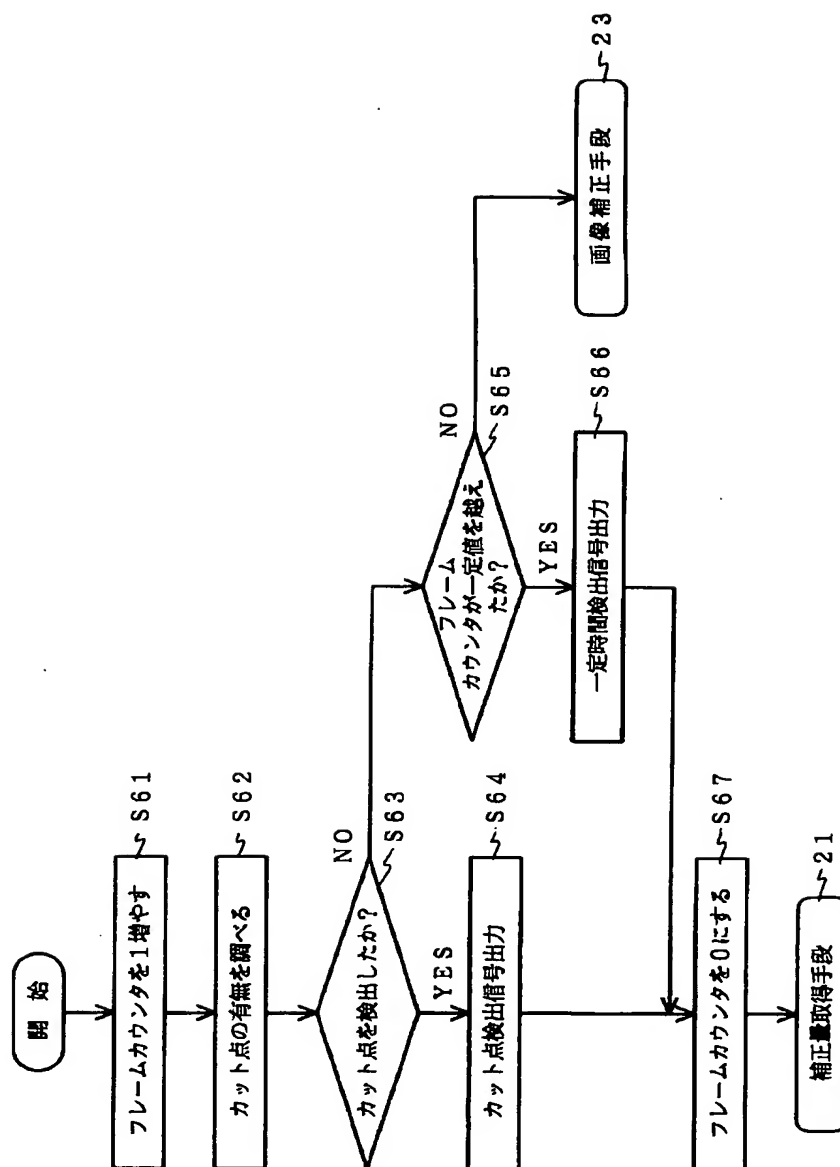 開始
フレームカウンタを1増やす
S61
カット点の有無を調べる
S62
カット点を検出したか?
S63
NO
YES
カット点検出信号出力
S64
フレーム
カウンタが一定値を越え
たか?
S65
NO
YES
一定時間検出信号出力
S66
画像補正手段
23
フレームカウンタを0にする
S67
補正量取得手段
21